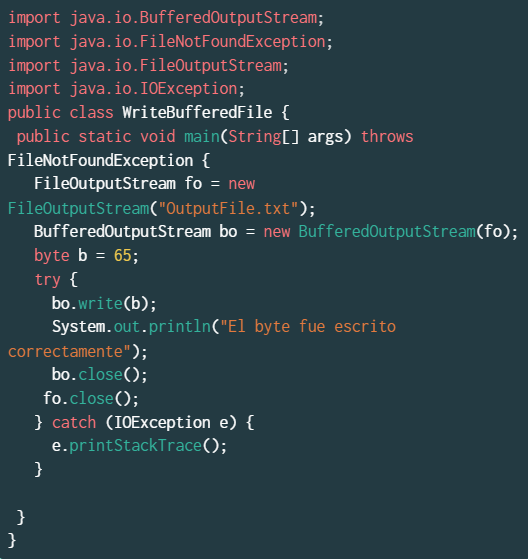 import java.io.BufferedOutputStream;
import java.io.FileNotFoundException;
import java.io.FileOutputStream;
import java.io.IOException;
public class WriteBufferedFile {
 public static void main(String[] args) throws
FileNotFoundException {
   FileOutputStream fo = new
FileOutputStream("OutputFile.txt");
   BufferedOutputStream bo = new BufferedOutputStream(fo);
   byte b = 65;
   try {
     bo.write(b);
     System.out.println("El byte fue escrito
correctamente");
     bo.close();
    fo.close();
   } catch (IOException e) {
     e.printStackTrace();
   }

 }
}